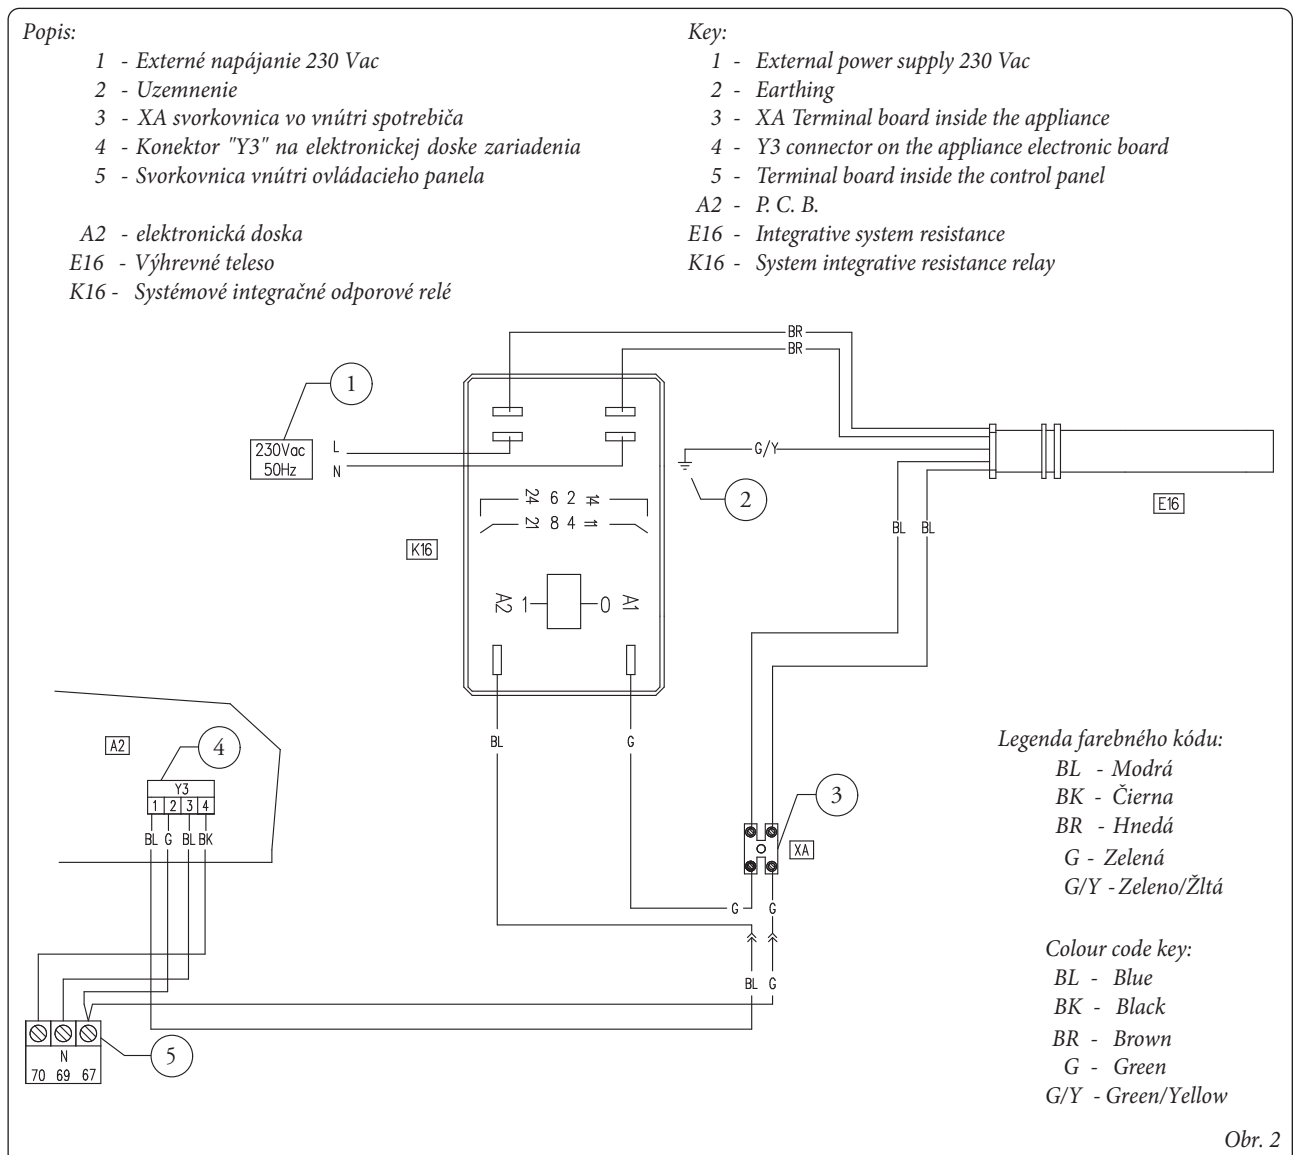 Popis:
1 - Externé napájanie 230 Vac
2 - Uzemnenie
3 - XA svorkovnica vo vnútri spotrebiča
4 - Konektor "Y3" na elektronickej doske zariadenia
5 - Svorkovnica vnútri ovládacieho panela
A2 - elektronická doska
E16 - Výhrevné teleso
K16 - Systémové integračné odporové relé
Key:
1 - External power supply 230 Vac
2 - Earthing
3 - XA Terminal board inside the appliance
4 - Y3 connector on the appliance electronic board
5 - Terminal board inside the control panel
A2 - P. C. B.
E16 - Integrative system resistance
K16 - System integrative resistance relay
BR
BR
1
230Vac
50Hz
L
N
G/Y
2
E16
24 6 2 14
21 8 4 11
K16
BL BL
A2 1 0 A1
BL G
A2
4
Y3
1 2 3 4
BL G BL BK
3
XA
G G
BL G
5
N
70 69 67
Legenda farebného kódu:
BL - Modrá
BK - Čierna
BR - Hnedá
G - Zelená
G/Y - Zeleno/Žltá
Colour code key:
BL - Blue
BK - Black
BR - Brown
G - Green
G/Y - Green/Yellow
Obr. 2